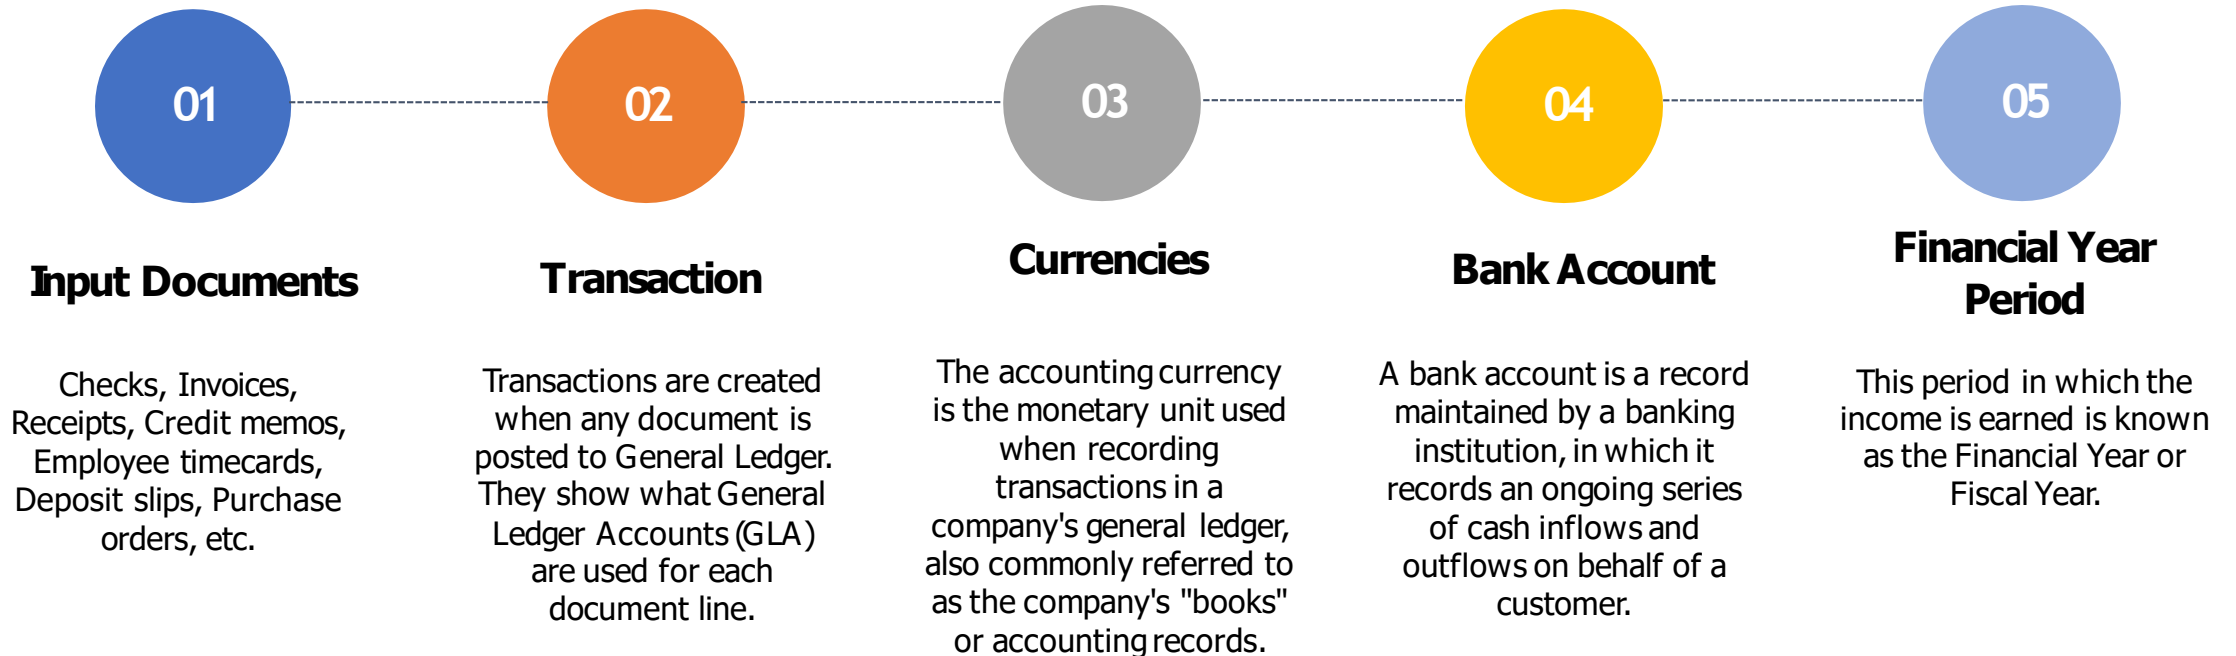 01
Input Documents
Checks, Invoices,
Receipts, Credit memos,
Employee timecards,
Deposit slips, Purchase
orders, etc.
02
Transaction
Transactions are created
when any document is
posted to General Ledger.
They show what General
Ledger Accounts (GLA)
are used for each
document line.
03
Currencies
The accounting currency
is the monetary unit used
when recording
transactions in a
company's general ledger,
also commonly referred to
as the company's "books"
or accounting records.
04
Bank Account
A bank account is a record
maintained by a banking
institution, in which it
records an ongoing series
of cash inflows and
outflows on behalf of a
customer.
05
Financial Year
Period
This period in which the
income is earned is known
as the Financial Year or
Fiscal Year.